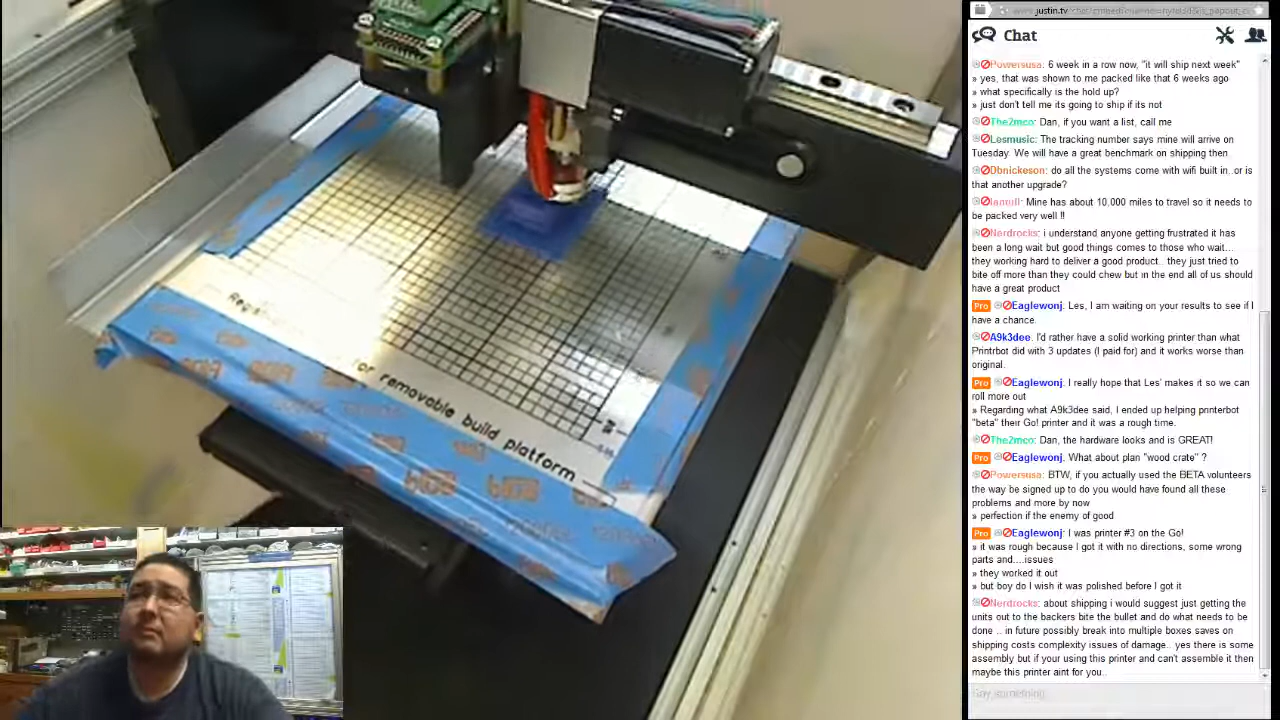 Chat
Powersusa: 6 week in a row now, "it will ship next week"
» yes, that was shown to me packed like that 6 weeks ago
» what specifically is the hold up?
» just don't tell me its going to ship if its not
The2mco: Dan, if you want a list, call me
Lesmusic: The tracking number says mine will arrive on
Tuesday. We will have a great benchmark on shipping then
Dbnickeson: do all the systems come with wifi built in, or is
that another upgrade?
Mine has about 10,000 miles to travel so it needs to
be packed very well !!
Nerdrocks: i understand anyone getting frustrated it has
been a long wait but good things comes to those who wait...
they working hard to deliver a good product.. they just tried to
bite off more than they could chew but in the end all of us should
have a great product
Pro Eaglewonj: Les, I am waiting on your results to see if I
have a chance.
A9k3dee: I'd rather have a solid working printer than what
Printrbot did with 3 updates (I paid for) and it works worse than
original.
Pro Eaglewonj: I really hope that Les' makes it so we can
roll more out
» Regarding what A9k3dee said, I ended up helping printerbot
"beta" their Go! printer and it was a rough time.
The2mco: Dan, the hardware looks and is GREAT!
Pro Eaglewonj: What about plan "wood crate" ?
Powersusa: BTW, if you actually used the BETA volunteers
the way be signed up to do you would have found all these
problems and more by now
» perfection if the enemy of good
Pro Eaglewonj: I was printer #3 on the Go!
» it was rough because I got it with no directions, some wrong
parts and....issues
» they worked it out
» but boy do I wish it was polished before I got it
Nerdrocks: about shipping i would suggest just getting the
units out to the backers bite the bullet and do what needs to be
done .. in future possibly break into multiple boxes saves on
shipping costs complexity issues of damage.. yes there is some
assembly but if your using this printer and can't assemble it then
maybe this printer aint for you..
Say something...
for removable build platform